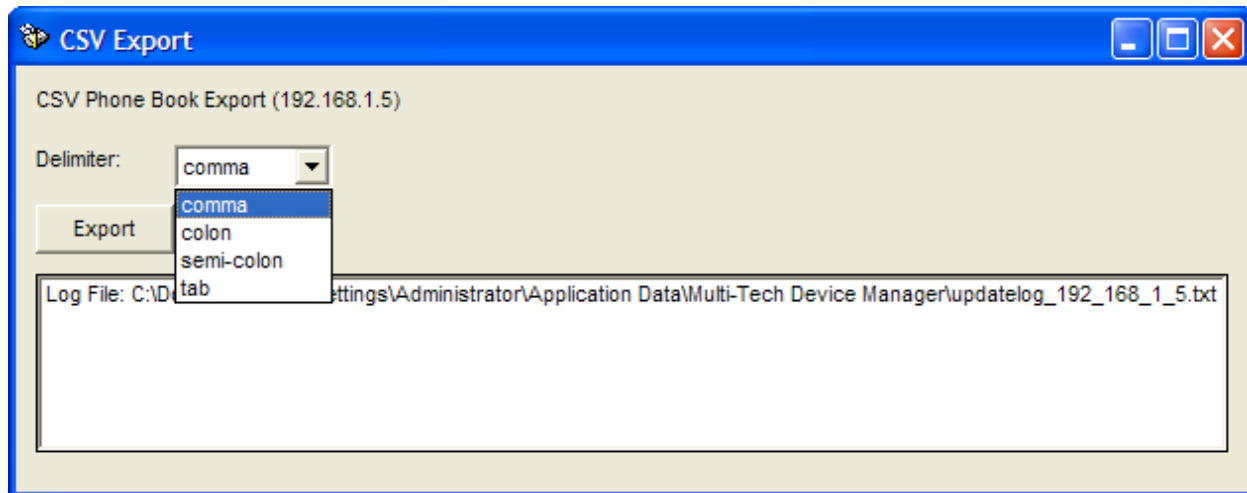 CSV Export
CSV Phone Book Export (192.168.1.5)
Delimiter:
comma
comma
colon
semi-colon
tab
Export
Log File: C:\D ettings\Administrator\Application Data\Multi-Tech Device Manager\updatelog_192_168_1_5.txt